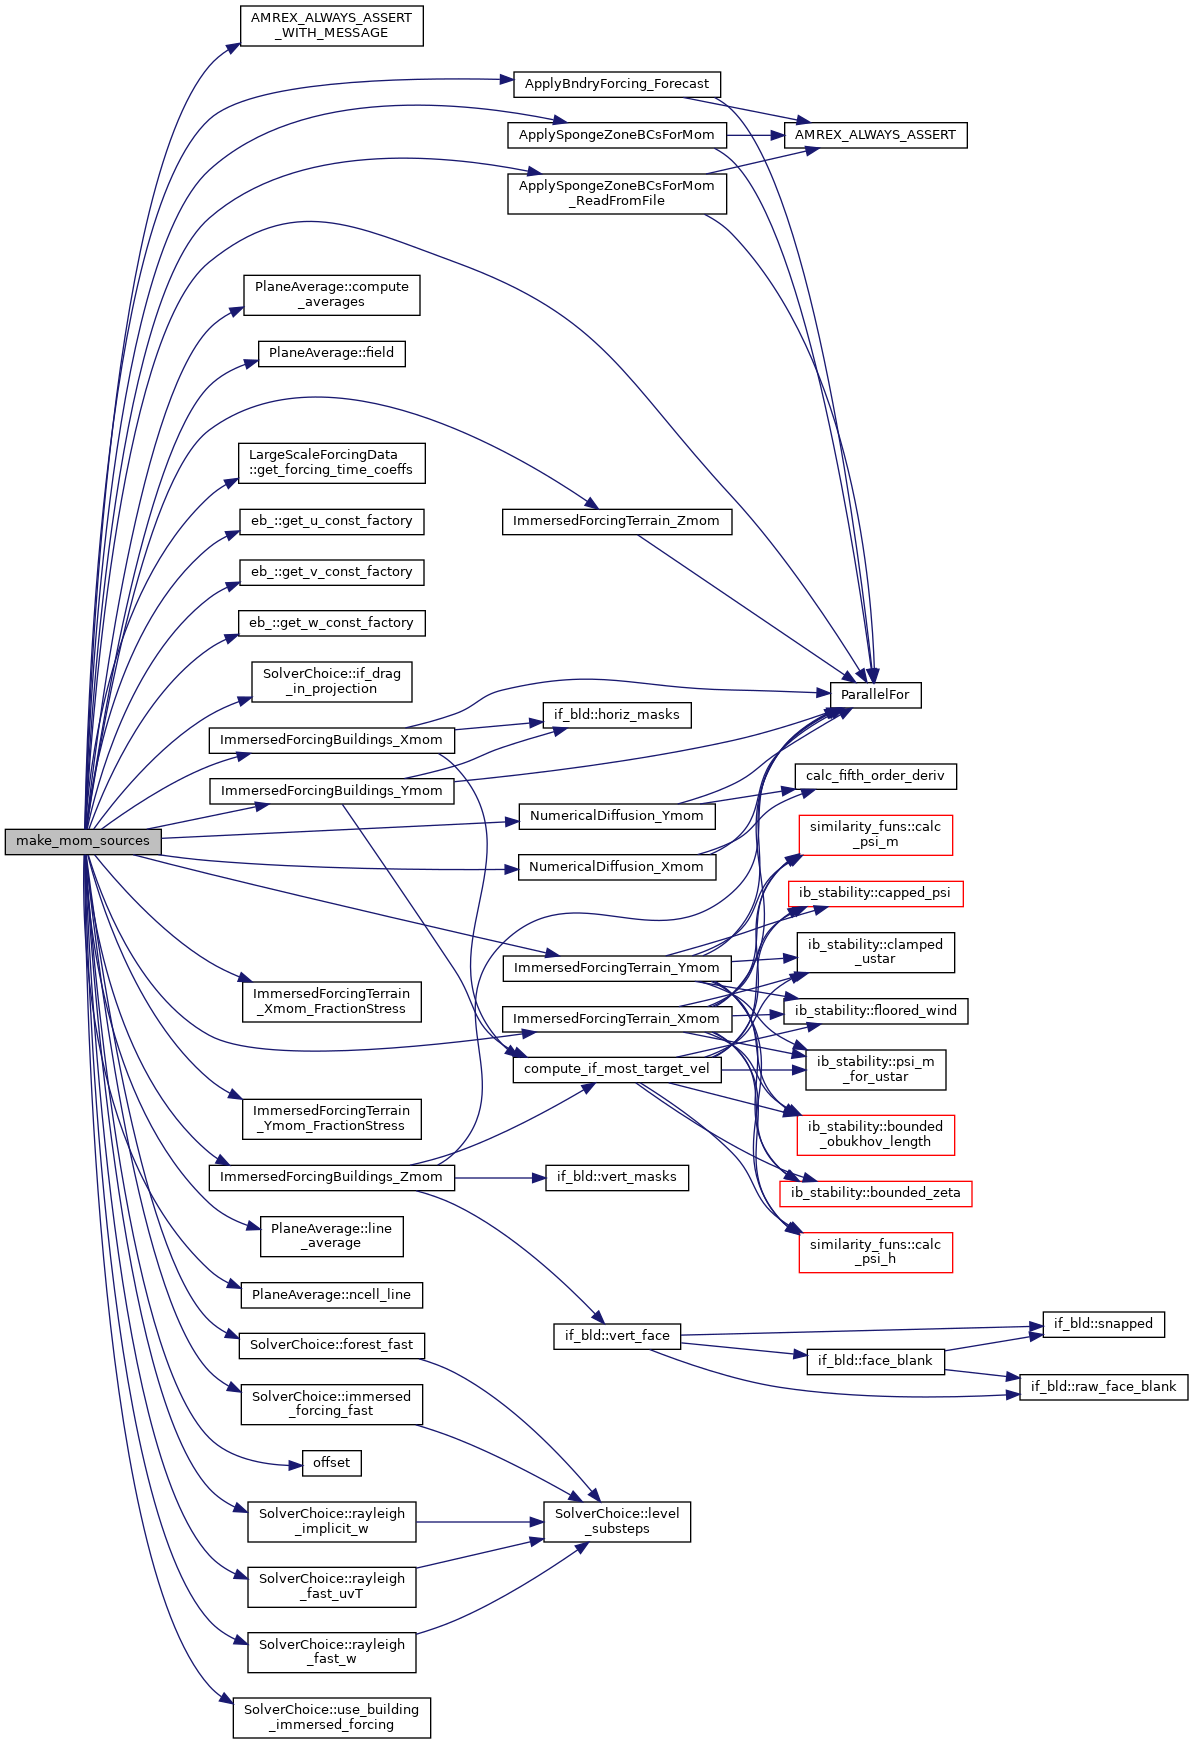 AMREX_ALWAYS_ASSERT
_WITH_MESSAGE
ApplyBndryForcing_Forecast
ApplySpongeZoneBCsForMom
AMREX_ALWAYS_ASSERT
ApplySpongeZoneBCsForMom
_ReadFromFile
PlaneAverage::compute
_averages
PlaneAverage::field
LargeScaleForcingData
::get_forcing_time_coeffs
eb_::get_u_const_factory
ImmersedForcingTerrain_Zmom
eb_::get_v_const_factory
eb_::get_w_const_factory
SolverChoice::if_drag
_in_projection
ParallelFor
ImmersedForcingBuildings_Xmom
if_bld::horiz_masks
ImmersedForcingBuildings_Ymom
calc_fifth_order_deriv
NumericalDiffusion_Ymom
make_mom_sources
similarity_funs::calc
_psi_m
NumericalDiffusion_Xmom
ib_stability::capped_psi
ib_stability::clamped
_ustar
ImmersedForcingTerrain_Ymom
ImmersedForcingTerrain
_Xmom_FractionStress
ImmersedForcingTerrain_Xmom
ib_stability::floored_wind
compute_if_most_target_vel
ib_stability::psi_m
_for_ustar
ImmersedForcingTerrain
_Ymom_FractionStress
ib_stability::bounded
_obukhov_length
ImmersedForcingBuildings_Zmom
if_bld::vert_masks
ib_stability::bounded_zeta
PlaneAverage::line
_average
similarity_funs::calc
_psi_h
PlaneAverage::ncell_line
if_bld::vert_face
if_bld::snapped
SolverChoice::forest_fast
if_bld::face_blank
if_bld::raw_face_blank
SolverChoice::immersed
_forcing_fast
offset
SolverChoice::rayleigh
_implicit_w
SolverChoice::level
_substeps
SolverChoice::rayleigh
_fast_uvT
SolverChoice::rayleigh
_fast_w
SolverChoice::use_building
_immersed_forcing